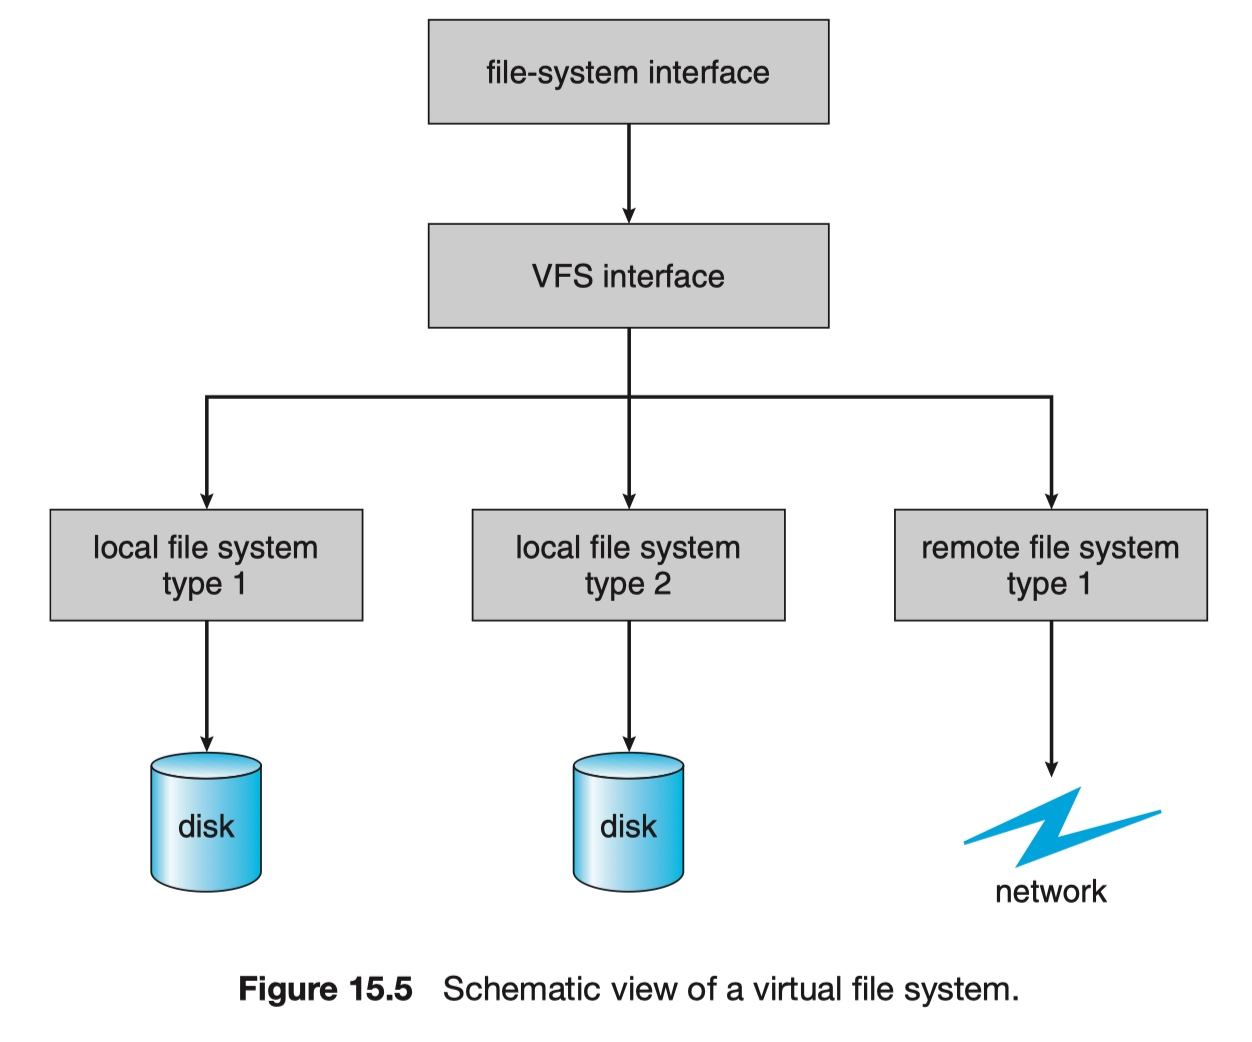 file-system interface
VFS interface
local file system
type 1
local file system
type 2
remote file system
type 1
disk
disk
network
Figure 15.5 Schematic view of a virtual file system.